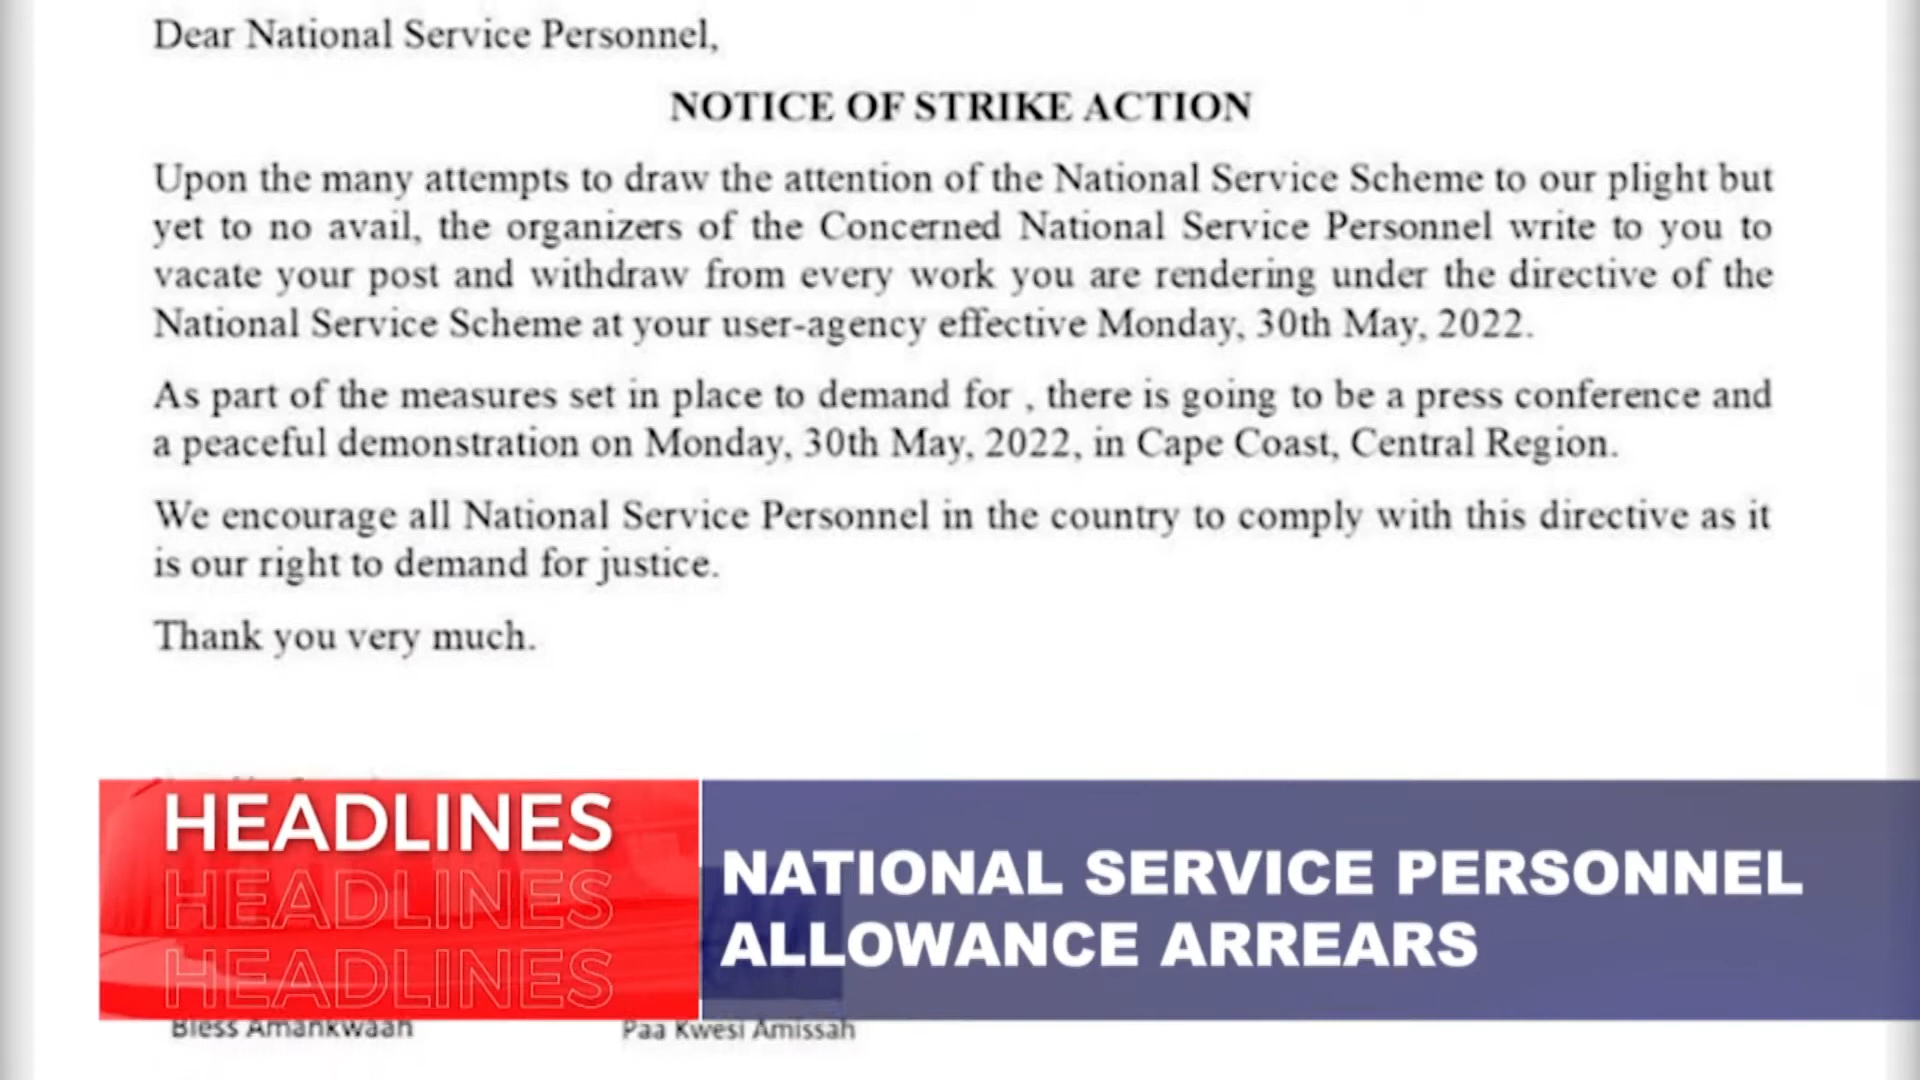 Dear National Service Personnel,
NOTICE OF STRIKE ACTION
Upon the many attempts to draw the attention of the National Service Scheme to our plight but
yet to no avail, the organizers of the Concerned National Service Personnel write to you to
vacate your post and withdraw from every work you are rendering under the directive of the
National Service Scheme at your user-agency effective Monday, 30th May, 2022.
As part of the measures set in place to demand for , there is going to be a press conference and
a peaceful demonstration on Monday, 30th May, 2022, in Cape Coast, Central Region.
We encourage all National Service Personnel in the country to comply with this directive as it
is our right to demand for justice.
Thank you very much.
HEADLINES
HEADLINES
HEADLINES
NATIONAL SERVICE PERSONNEL
ALLOWANCE ARREARS
Bless Amankwaah
Paa Kwesi Amissah